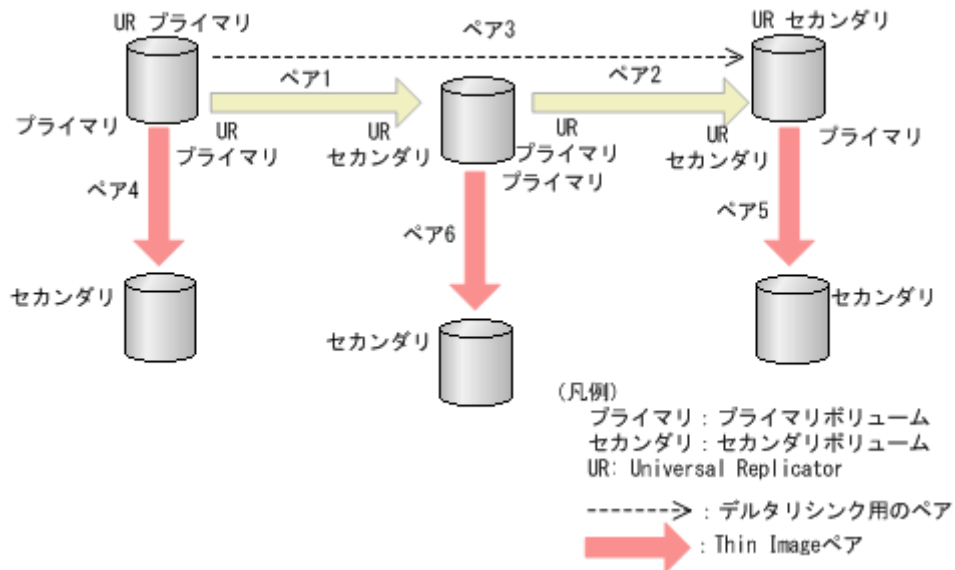 UR プライマリ
ペア3
UR セカンダリ
ペア1
ペア2
プライマリ
UR
プライマリ
UR
セカンダリ
UR
プライマリ
プライマリ
UR
セカンダリ
プライマリ
ペア4
ペア6
ペア5
セカンダリ
セカンダリ
セカンダリ
(凡例)
プライマリ：プライマリボリューム
セカンダリ：セカンダリボリューム
UR: Universal Replicator
：デルタリシンク用のペア
：Thin Imageペア